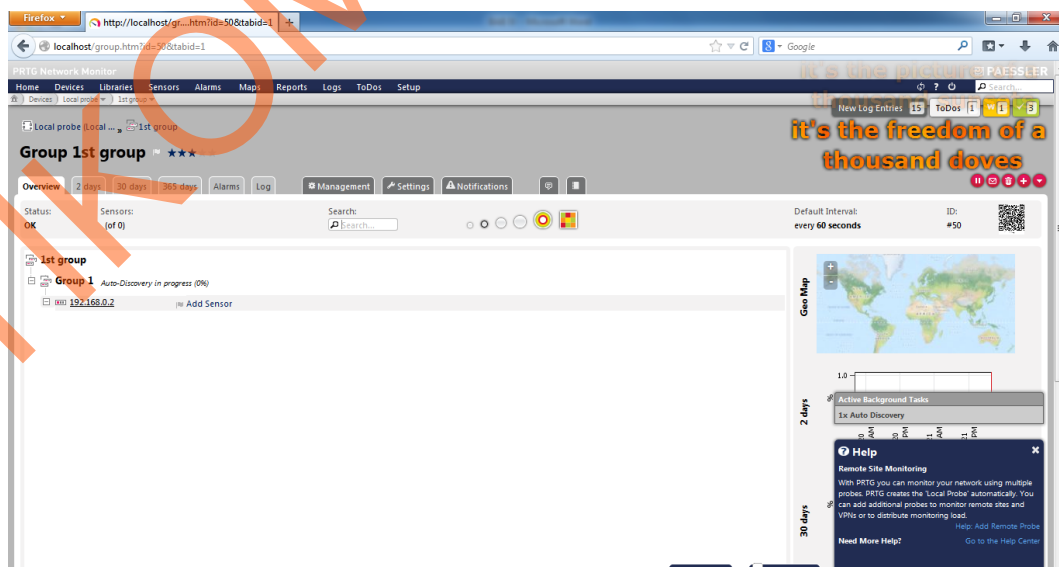 Firefox
http://localhost/gr....htm?id=50&tabid=1
localhost/group.htm?id=50&tabid=1
Google
PRTG Network Monitor
PAESSLER
Home Devices Libraries Sensors Alarms Maps Reports Logs ToDos Setup
Search...
Devices Local probe 1st group
New Log Entries 15 ToDos 1 W 1 3
Local probe (Local ... 1st group
it's the freedom of a
thousand doves
Group 1st group
Overview 2 days 30 days 365 days Alarms Log Management Settings Notifications
Status: Sensors: Search: Default Interval: ID:
OK (of 0) Search... every 60 seconds #50
1st group
Group 1 Auto-Discovery in progress (0%)
192.168.0.2 Add Sensor
Geo Map
1.0
%
2 days
Active Background Tasks
1x Auto Discovery
AM PM AM PM
Help
Remote Site Monitoring
With PRTG you can monitor your network using multiple
probes. PRTG creates the 'Local Probe' automatically. You
can add additional probes to monitor remote sites and
VPNs or to distribute monitoring load.
Help: Add Remote Probe
Need More Help? Go to the Help Center
30 days
%